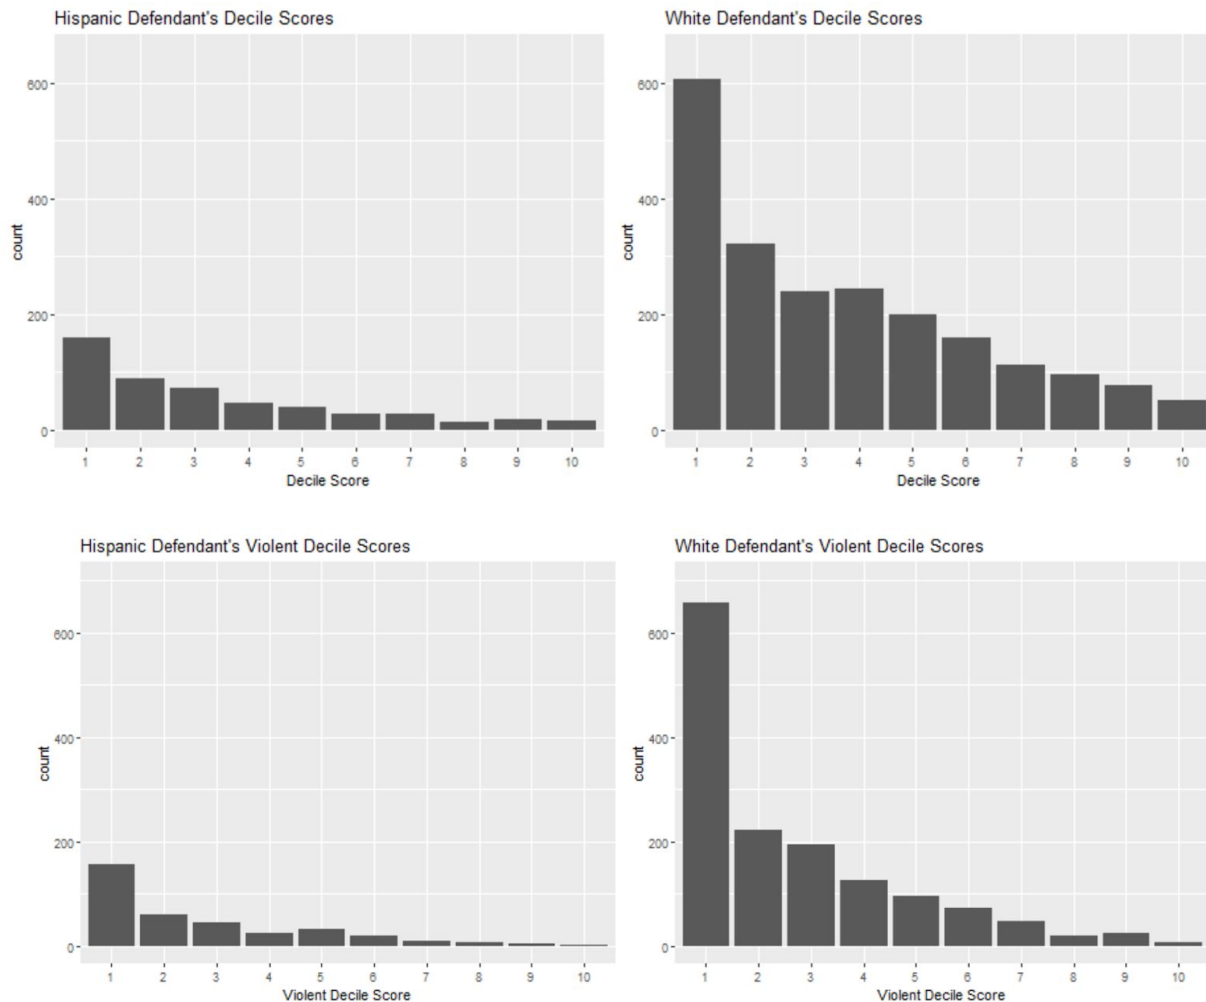 Hispanic Defendant's Decile Scores
600
400
200
0
count
1 2 3 4 5 6 7 8 9 10
Decile Score
White Defendant's Decile Scores
600
400
200
0
count
1 2 3 4 5 6 7 8 9 10
Decile Score
Hispanic Defendant's Violent Decile Scores
600
400
200
0
count
1 2 3 4 5 6 7 8 9 10
Violent Decile Score
White Defendant's Violent Decile Scores
600
400
200
0
count
1 2 3 4 5 6 7 8 9 10
Violent Decile Score